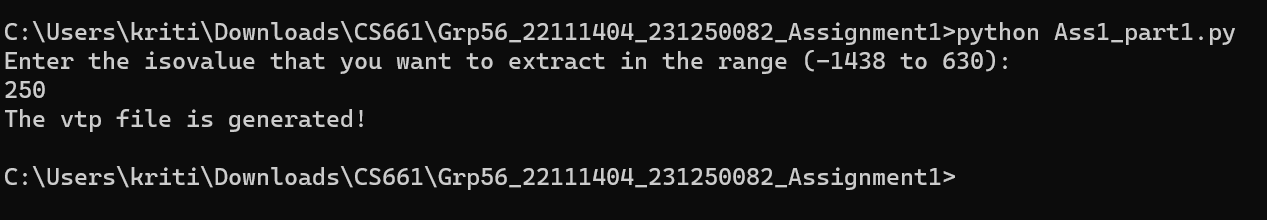 C:\Users\kriti\Downloads\CS661\Grp56_22111404_231250082_Assignment1>python Ass1_part1.py
Enter the isovalue that you want to extract in the range (-1438 to 630):
250
The vtp file is generated!
C:\Users\kriti\Downloads\CS661\Grp56_22111404_231250082_Assignment1>